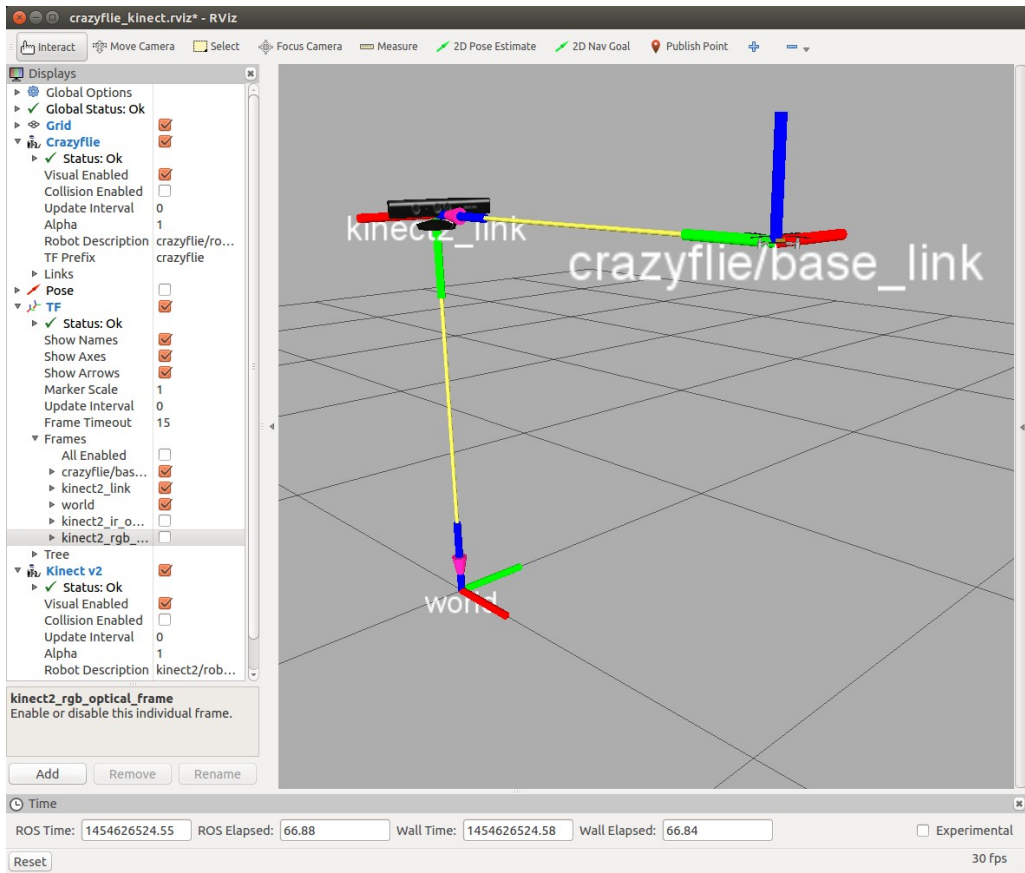 crazyflie_kinect.rviz* - RViz
Interact Move Camera Select Focus Camera Measure 2D Pose Estimate 2D Nav Goal Publish Point
Displays
Global Options
Global Status: Ok
Grid
Crazyflie
Status: Ok
Visual Enabled
Collision Enabled
Update Interval 0
Alpha 1
Robot Description crazyflie/ro...
TF Prefix crazyflie
Links
Pose
TF
Status: Ok
Show Names
Show Axes
Show Arrows
Marker Scale 1
Update Interval 0
Frame Timeout 15
Frames
All Enabled
crazyflie/bas...
kinect2_link
world
kinect2_ir_o...
kinect2_rgb_...
Tree
Kinect v2
Status: Ok
Visual Enabled
Collision Enabled
Update Interval 0
Alpha 1
Robot Description kinect2/rob...
kinect2_rgb_optical_frame
Enable or disable this individual frame.
Add Remove Rename
kinect2_link
crazyflie/base_link
world
Time
ROS Time: 1454626524.55 ROS Elapsed: 66.88 Wall Time: 1454626524.58 Wall Elapsed: 66.84 Experimental
Reset 30 fps